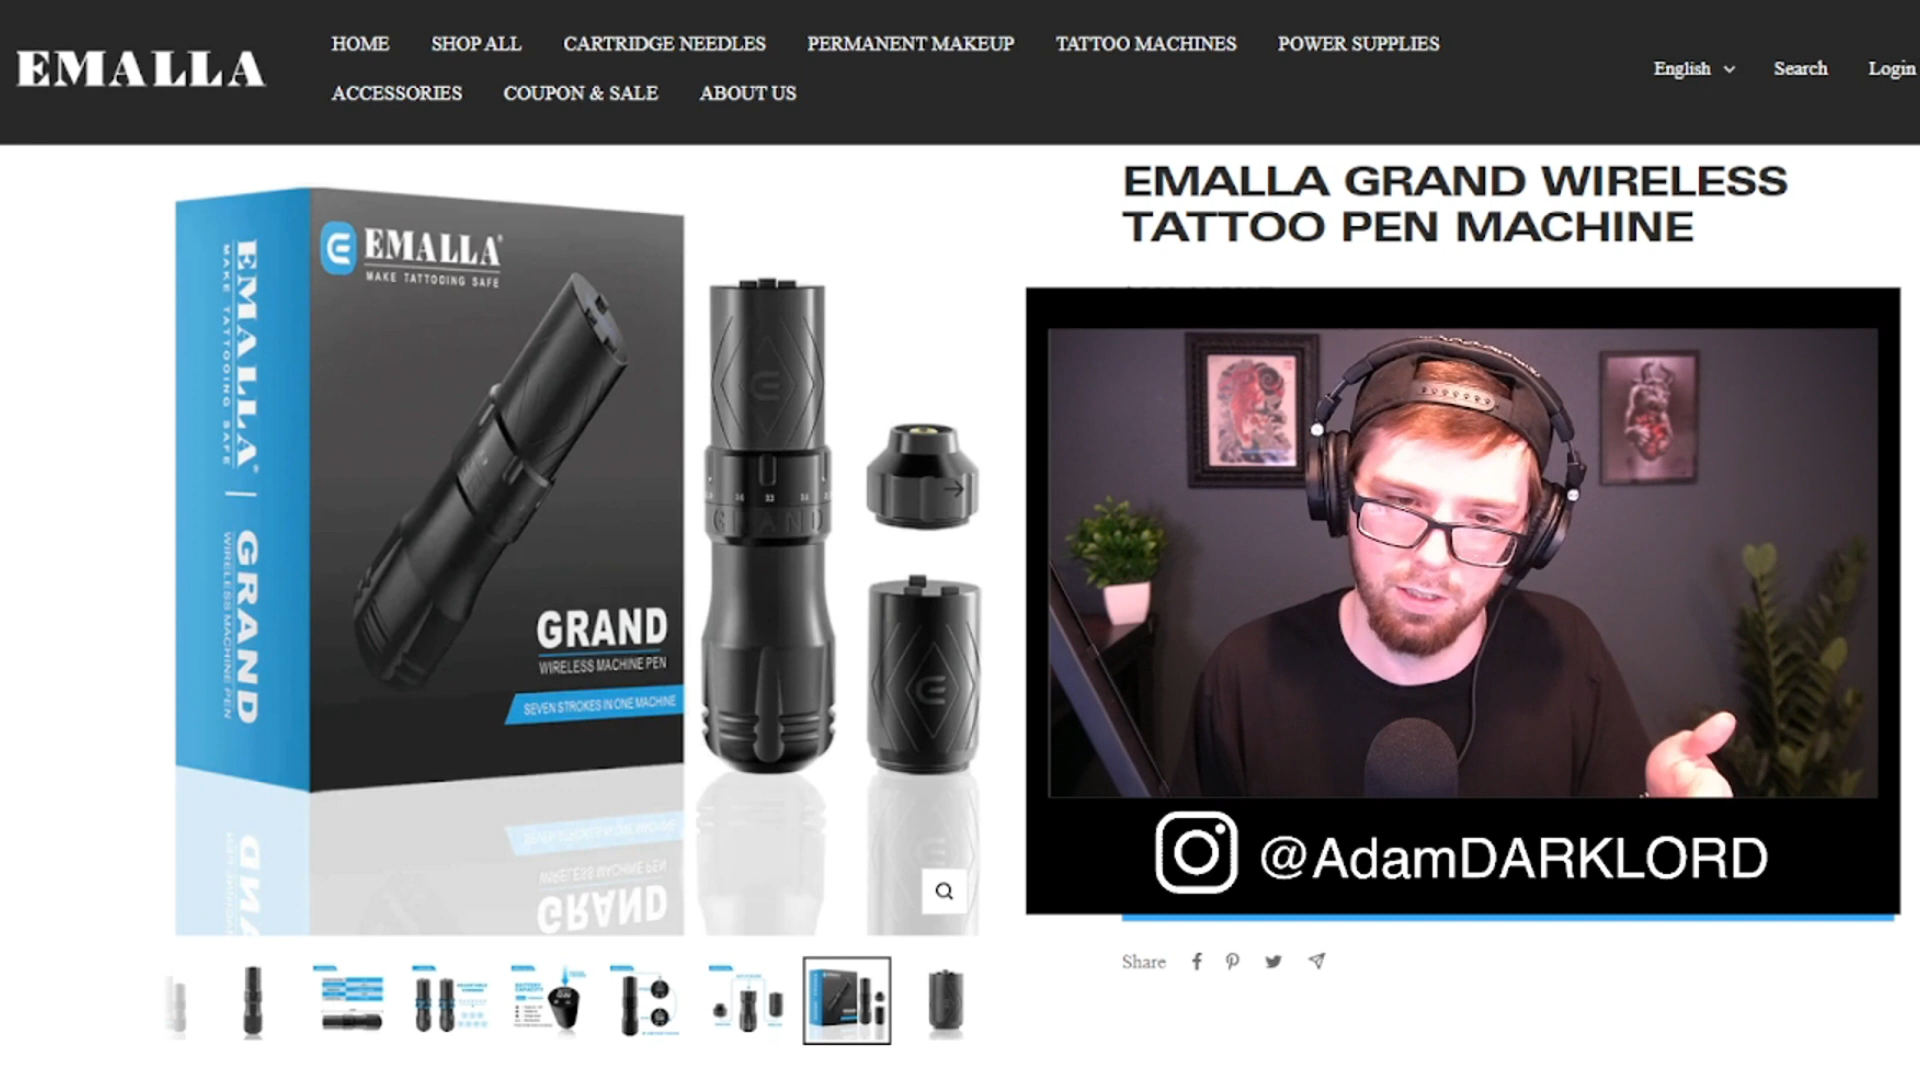 EMALLA
HOME
SHOP ALL
CARTRIDGE NEEDLES
PERMANENT MAKEUP
TATTOO MACHINES
POWER SUPPLIES
ACCESSORIES
COUPON & SALE
ABOUT US
English
Search
Login
EMALLA GRAND WIRELESS
TATTOO PEN MACHINE
EMALLA® | GRAND
MAKE TATTOOING SAFE
WIRELESS MACHINE PEN
EMALLA®
MAKE TATTOOING SAFE
GRAND
WIRELESS MACHINE PEN
SEVEN STROKES IN ONE MACHINE
GRAND
@AdamDARKLORD
Share